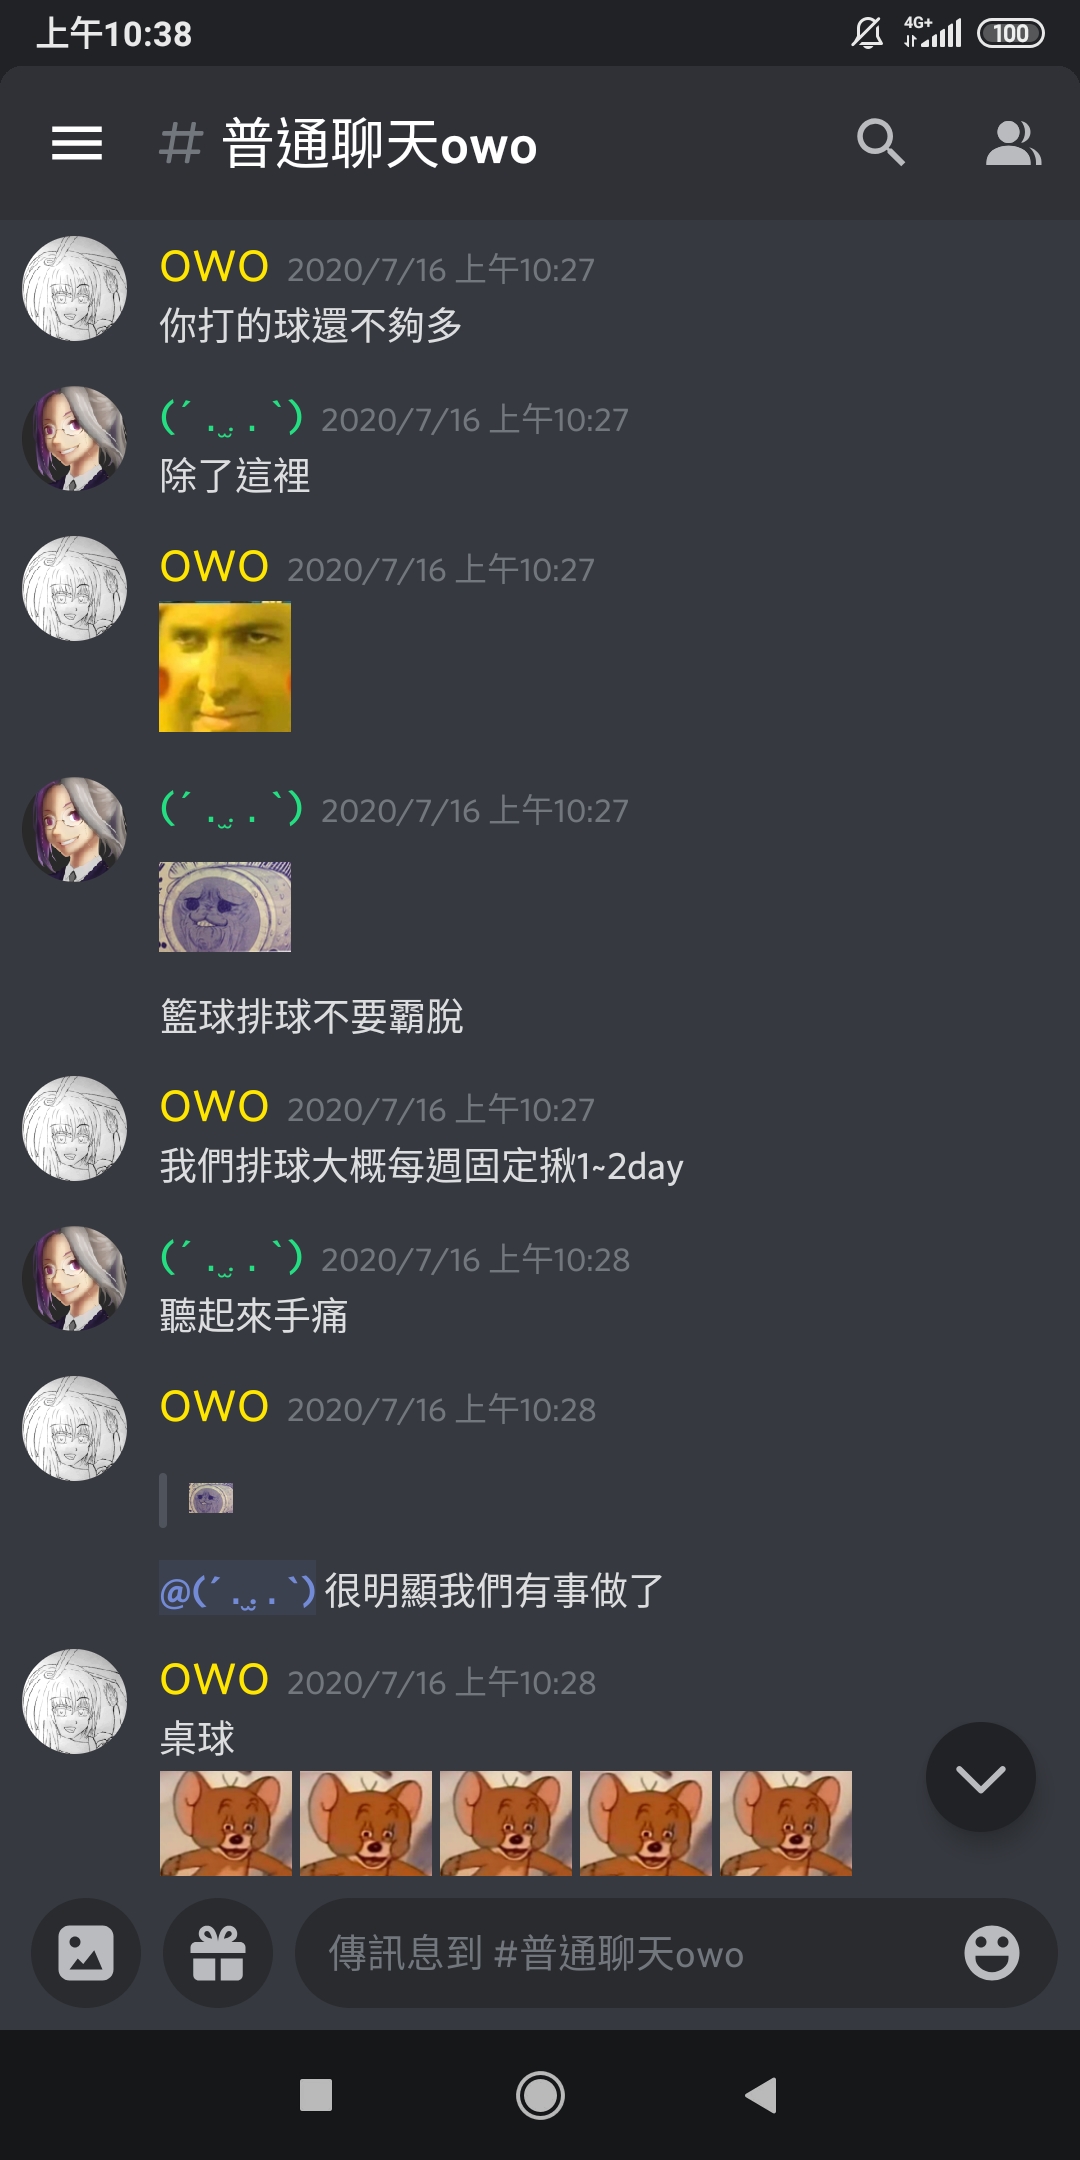 上午10:38
4G+
100
# 普通聊天owo
OWO 2020/7/16 上午10:27
你打的球還不夠多
(´·̫·`) 2020/7/16 上午10:27
除了這裡
OWO 2020/7/16 上午10:27
(´·̫·`) 2020/7/16 上午10:27
籃球排球不要霸脫
OWO 2020/7/16 上午10:27
我們排球大概每週固定揪1~2day
(´·̫·`) 2020/7/16 上午10:28
聽起來手痛
OWO 2020/7/16 上午10:28
@(´·̫·`) 很明顯我們有事做了
OWO 2020/7/16 上午10:28
桌球
傳訊息到 #普通聊天owo